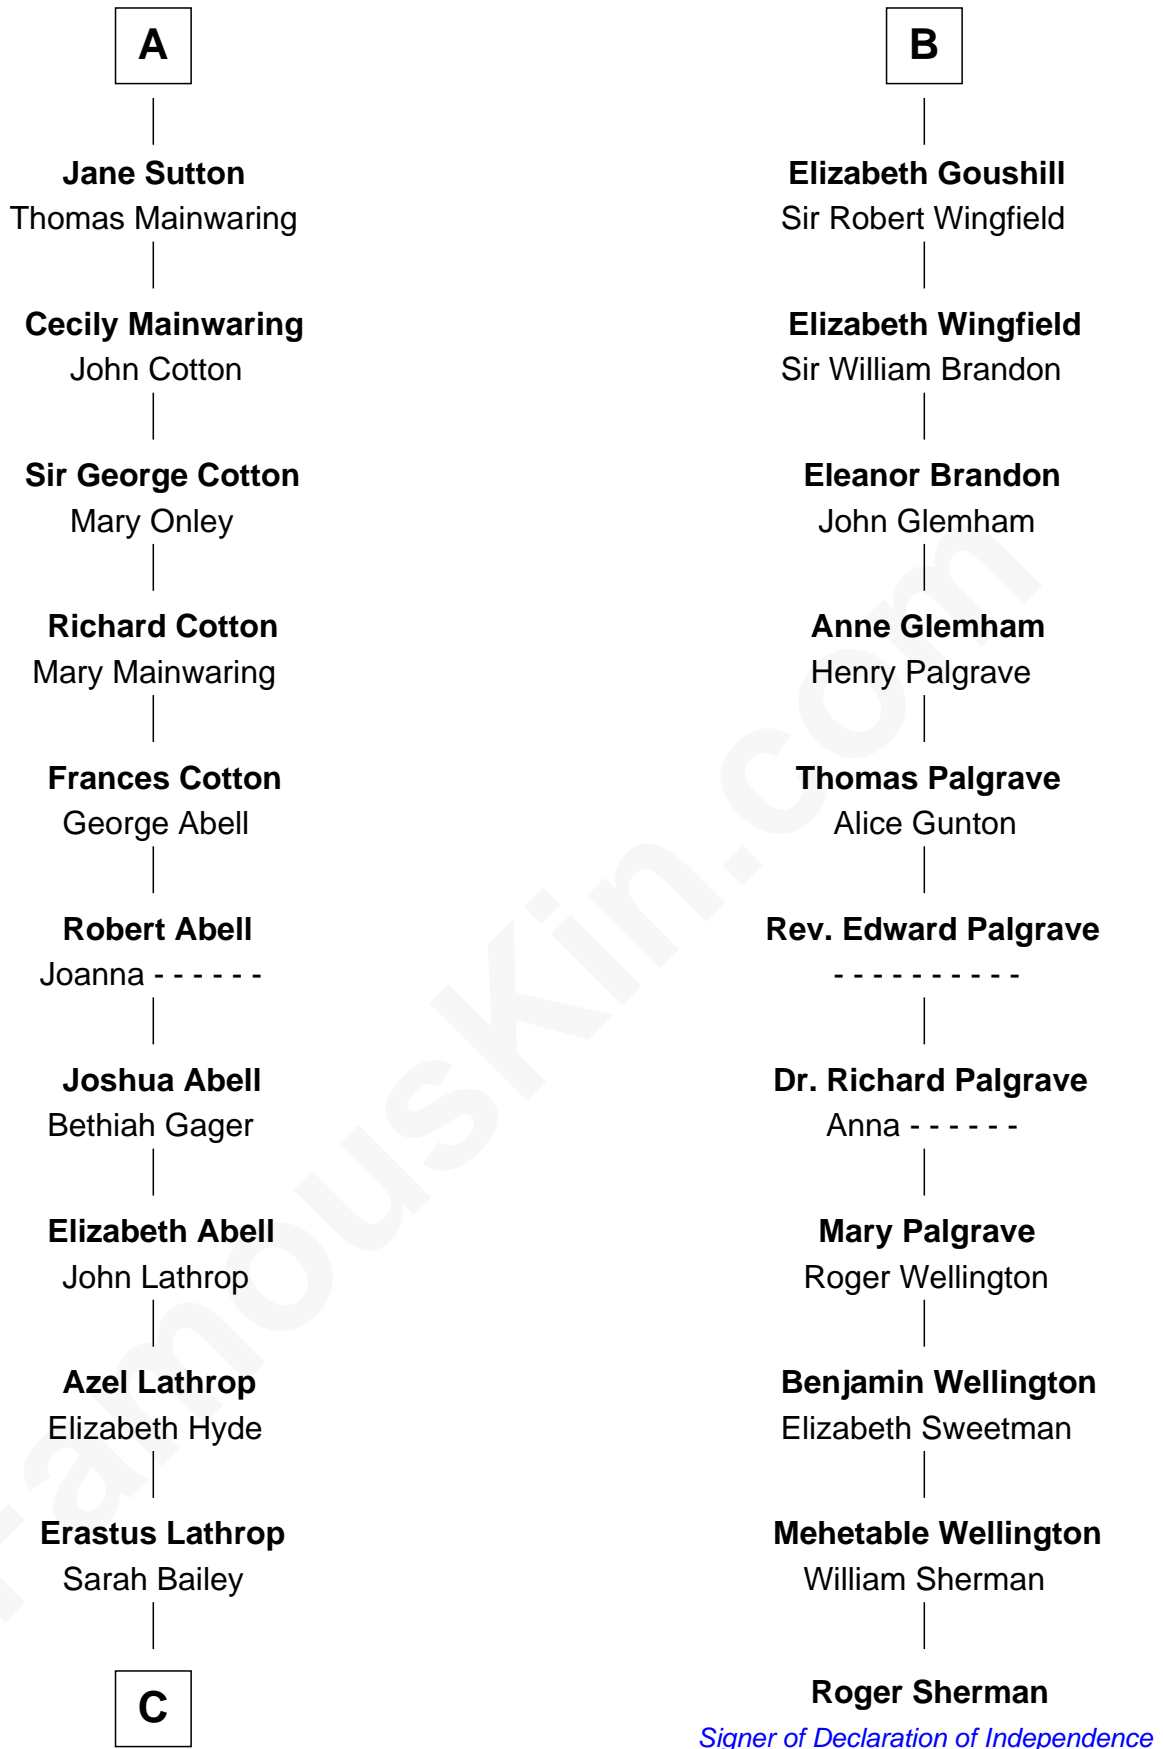 A
Jane Sutton
Thomas Mainwaring
Cecily Mainwaring
John Cotton
Sir George Cotton
Mary Onley
Richard Cotton
Mary Mainwaring
Frances Cotton
George Abell
Robert Abell
Joanna - - - - - -
Joshua Abell
Bethiah Gager
Elizabeth Abell
John Lathrop
Azel Lathrop
Elizabeth Hyde
Erastus Lathrop
Sarah Bailey
C
B
Elizabeth Goushill
Sir Robert Wingfield
Elizabeth Wingfield
Sir William Brandon
Eleanor Brandon
John Glemham
Anne Glemham
Henry Palgrave
Thomas Palgrave
Alice Gunton
Rev. Edward Palgrave
- - - - - - - - - -
Dr. Richard Palgrave
Anna - - - - - -
Mary Palgrave
Roger Wellington
Benjamin Wellington
Elizabeth Sweetman
Mehetable Wellington
William Sherman
Roger Sherman
Signer of Declaration of Independence
FamousKin.com